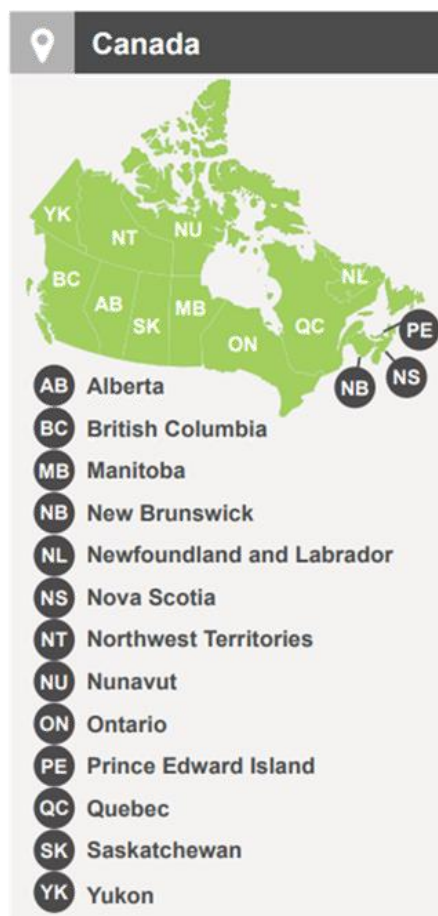 Canada
YK
NT
NU
BC
AB
SK
MB
ON
QC
NL
PE
NB
NS
AB Alberta
BC British Columbia
MB Manitoba
NB New Brunswick
NL Newfoundland and Labrador
NS Nova Scotia
NT Northwest Territories
NU Nunavut
ON Ontario
PE Prince Edward Island
QC Quebec
SK Saskatchewan
YK Yukon